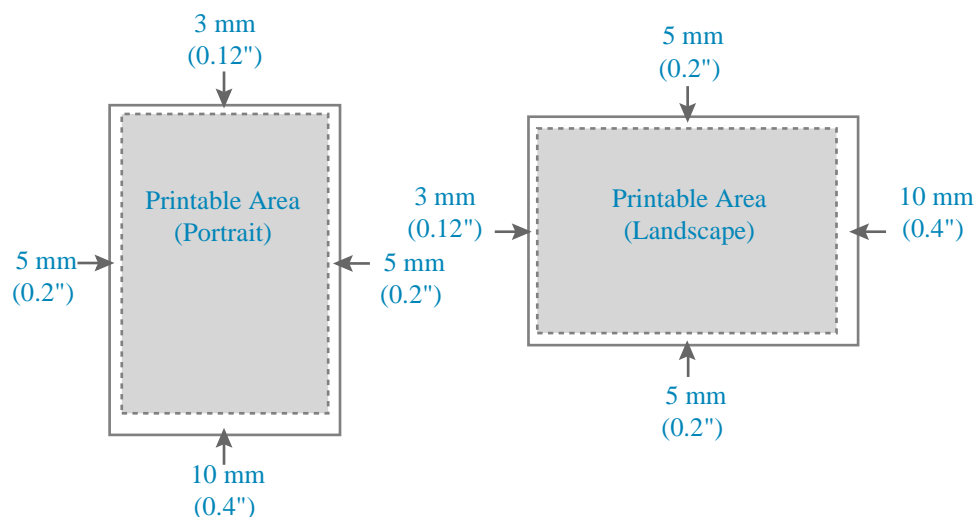 3 mm
(0.12")
Printable Area
(Portrait)
5 mm
(0.2")
5 mm
(0.2")
10 mm
(0.4")
5 mm
(0.2")
3 mm
(0.12")
Printable Area
(Landscape)
10 mm
(0.4")
5 mm
(0.2")